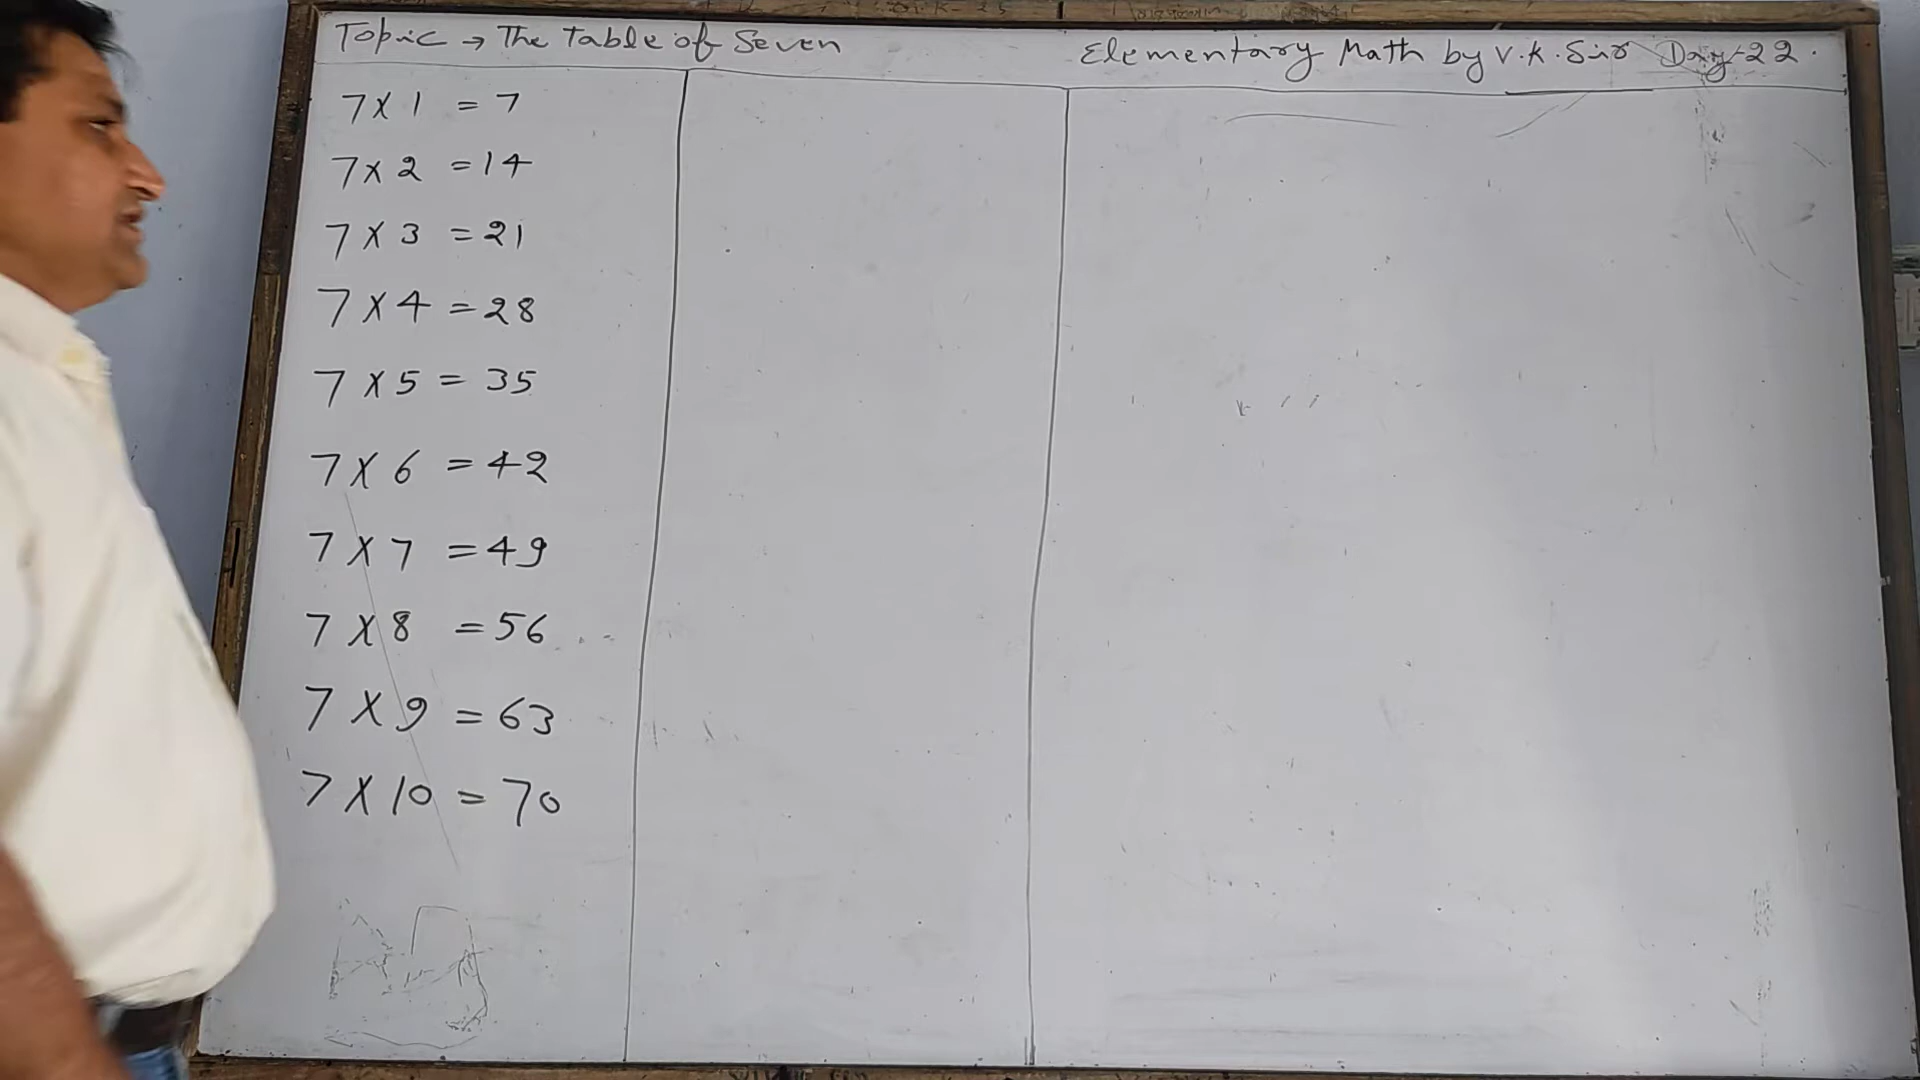 Topic → The Table of Seven
Elementary Math by V.K. Sir Day-22.
7 X 1 = 7
7 X 2 = 14
7 X 3 = 21
7 X 4 = 28
7 X 5 = 35
7 X 6 = 42
7 X 7 = 49
7 X 8 = 56
7 X 9 = 63
7 X 10 = 70